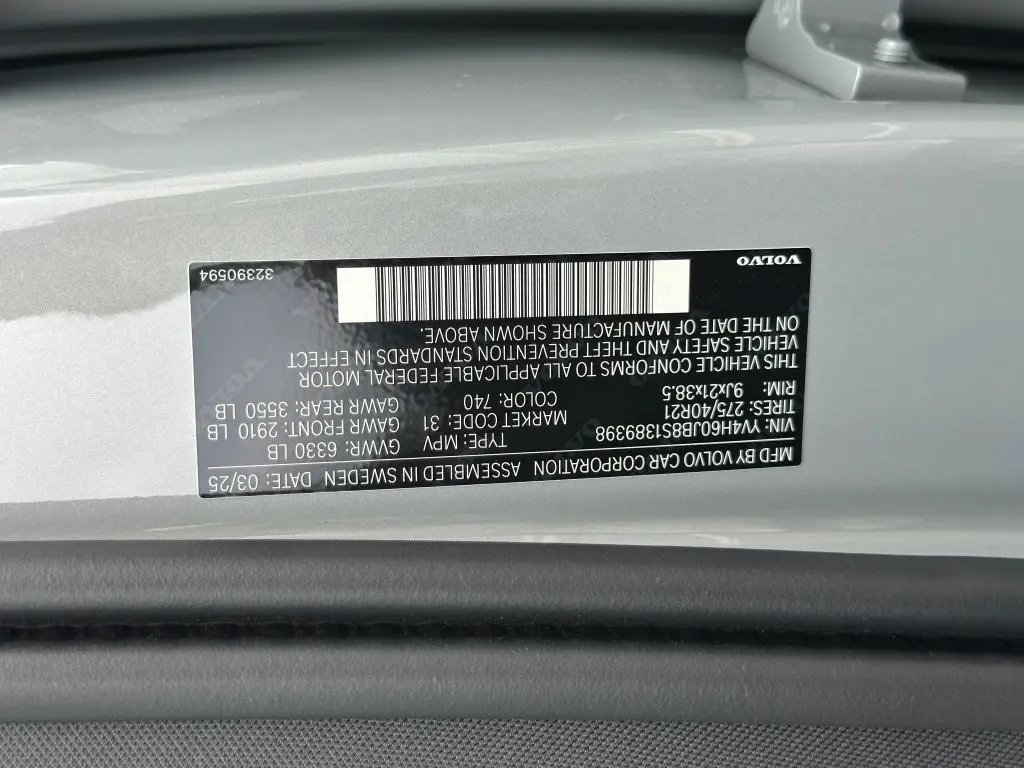 MFD BY VOLVO CAR CORPORATION ASSEMBLED IN SWEDEN DATE: 03/25
VIN: YV4H60JBB8S1389398 TYPE: MPV GVWR: 6330 LB
TIRES: 275/40R21 MARKET CODE: 31 GAWR FRONT: 2910 LB
RIM: 9Jx21x38.5 COLOR: 740 GAWR REAR: 3550 LB
THIS VEHICLE CONFORMS TO ALL APPLICABLE FEDERAL MOTOR
VEHICLE SAFETY AND THEFT PREVENTION STANDARDS IN EFFECT
ON THE DATE OF MANUFACTURE SHOWN ABOVE.
VOLVO 32390594